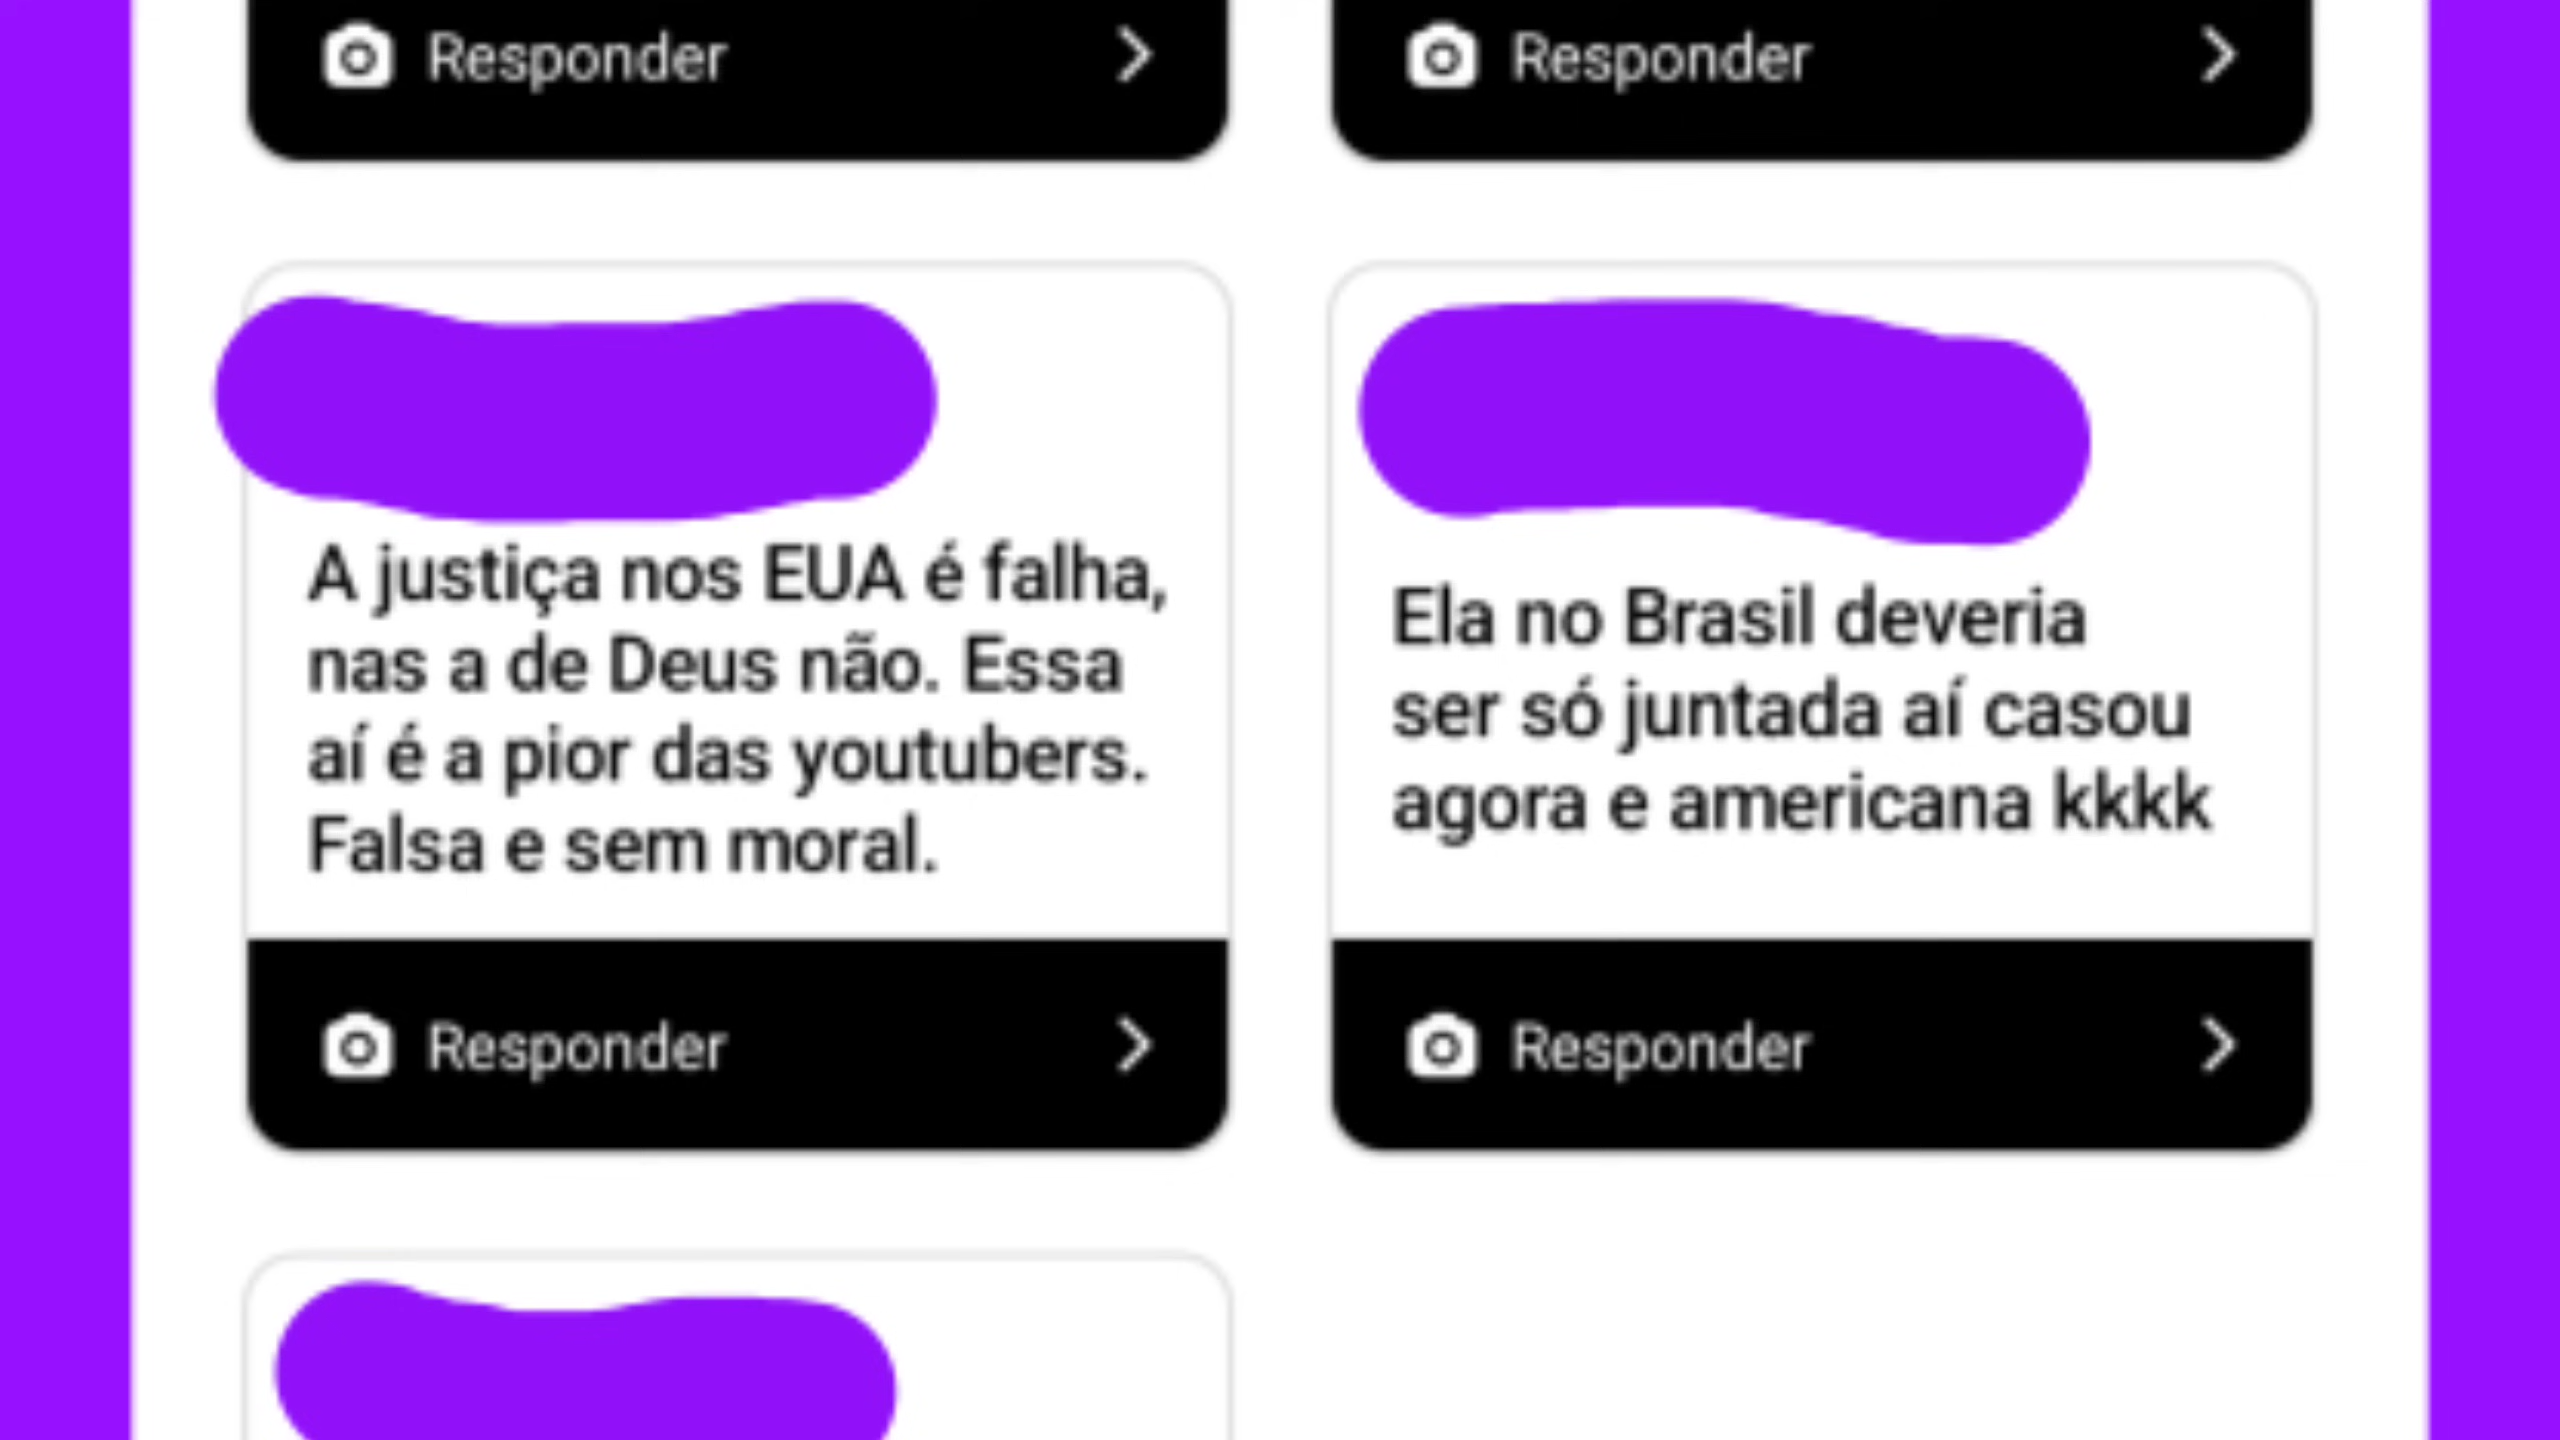 Responder
Responder
A justiça nos EUA é falha,
nas a de Deus não. Essa
aí é a pior das youtubers.
Falsa e sem moral.
Ela no Brasil deveria
ser só juntada aí casou
agora e americana kkkk
Responder
Responder